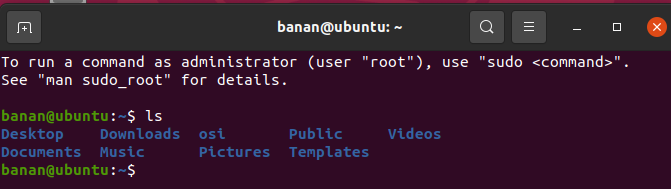 banan@ubuntu: ~
To run a command as administrator (user "root"), use "sudo <command>".
See "man sudo_root" for details.
banan@ubuntu:~$ ls
Desktop Downloads osi Public Videos
Documents Music Pictures Templates
banan@ubuntu:~$